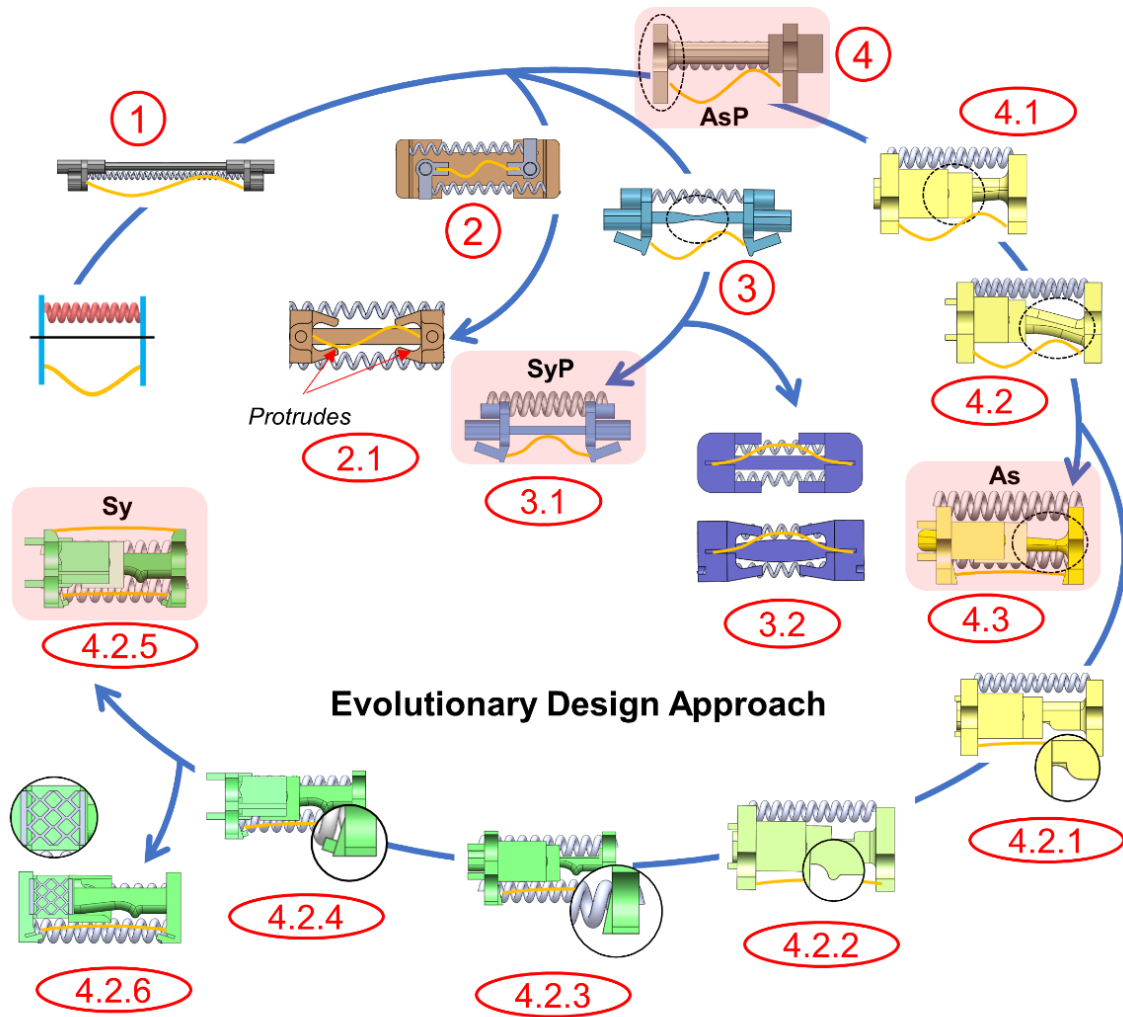 1
4
AsP
4.1
2
3
4.2
SyP
Protrudes
2.1
3.1
As
Sy
3.2
4.3
4.2.5
Evolutionary Design Approach
4.2.1
4.2.2
4.2.4
4.2.3
4.2.6